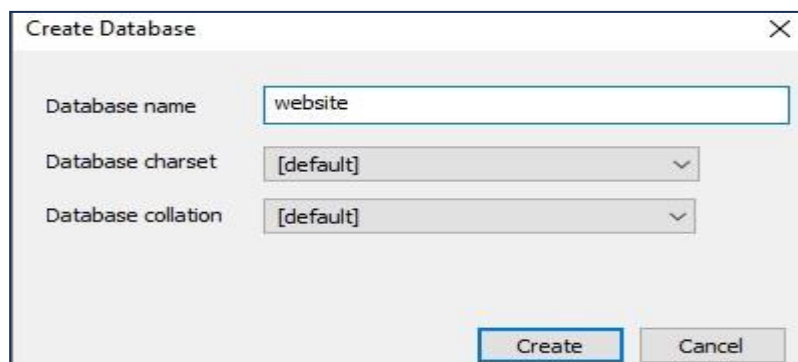 Create Database
Database name website
Database charset [default]
Database collation [default]
Create Cancel